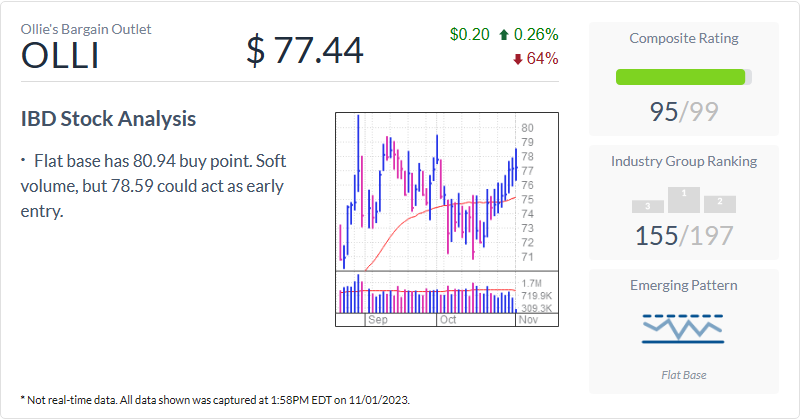 Ollie's Bargain Outlet
OLLI
$ 77.44
$0.20 0.26%
64%
IBD Stock Analysis
· Flat base has 80.94 buy point. Soft
volume, but 78.59 could act as early
entry.
80
79
78
77
76
75
74
73
72
71
1.7M
719.9K
309.3K
Sep Oct Nov
Composite Rating
95/99
Industry Group Ranking
3 1 2
155/197
Emerging Pattern
Flat Base
* Not real-time data. All data shown was captured at 1:58PM EDT on 11/01/2023.